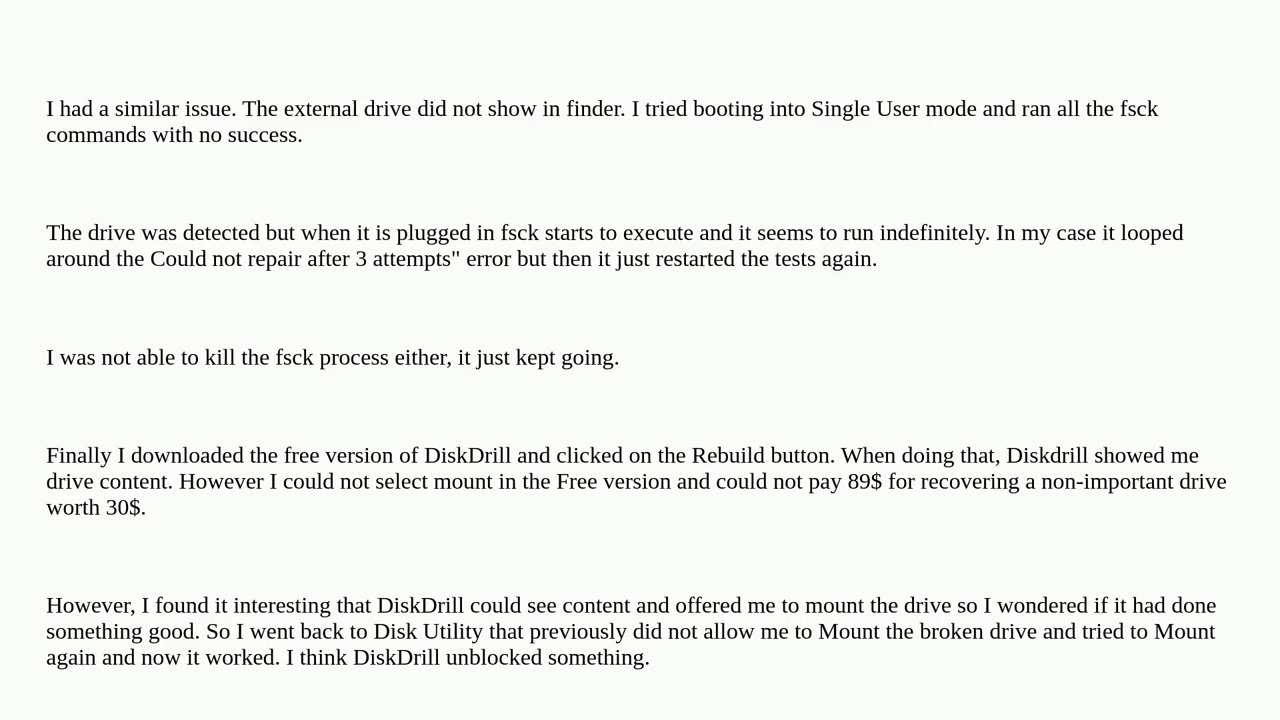 I had a similar issue. The external drive did not show in finder. I tried booting into Single User mode and ran all the fsck
commands with no success.
The drive was detected but when it is plugged in fsck starts to execute and it seems to run indefinitely. In my case it looped
around the Could not repair after 3 attempts" error but then it just restarted the tests again.
I was not able to kill the fsck process either, it just kept going.
Finally I downloaded the free version of DiskDrill and clicked on the Rebuild button. When doing that, Diskdrill showed me
drive content. However I could not select mount in the Free version and could not pay 89$ for recovering a non-important drive
worth 30$.
However, I found it interesting that DiskDrill could see content and offered me to mount the drive so I wondered if it had done
something good. So I went back to Disk Utility that previously did not allow me to Mount the broken drive and tried to Mount
again and now it worked. I think DiskDrill unblocked something.